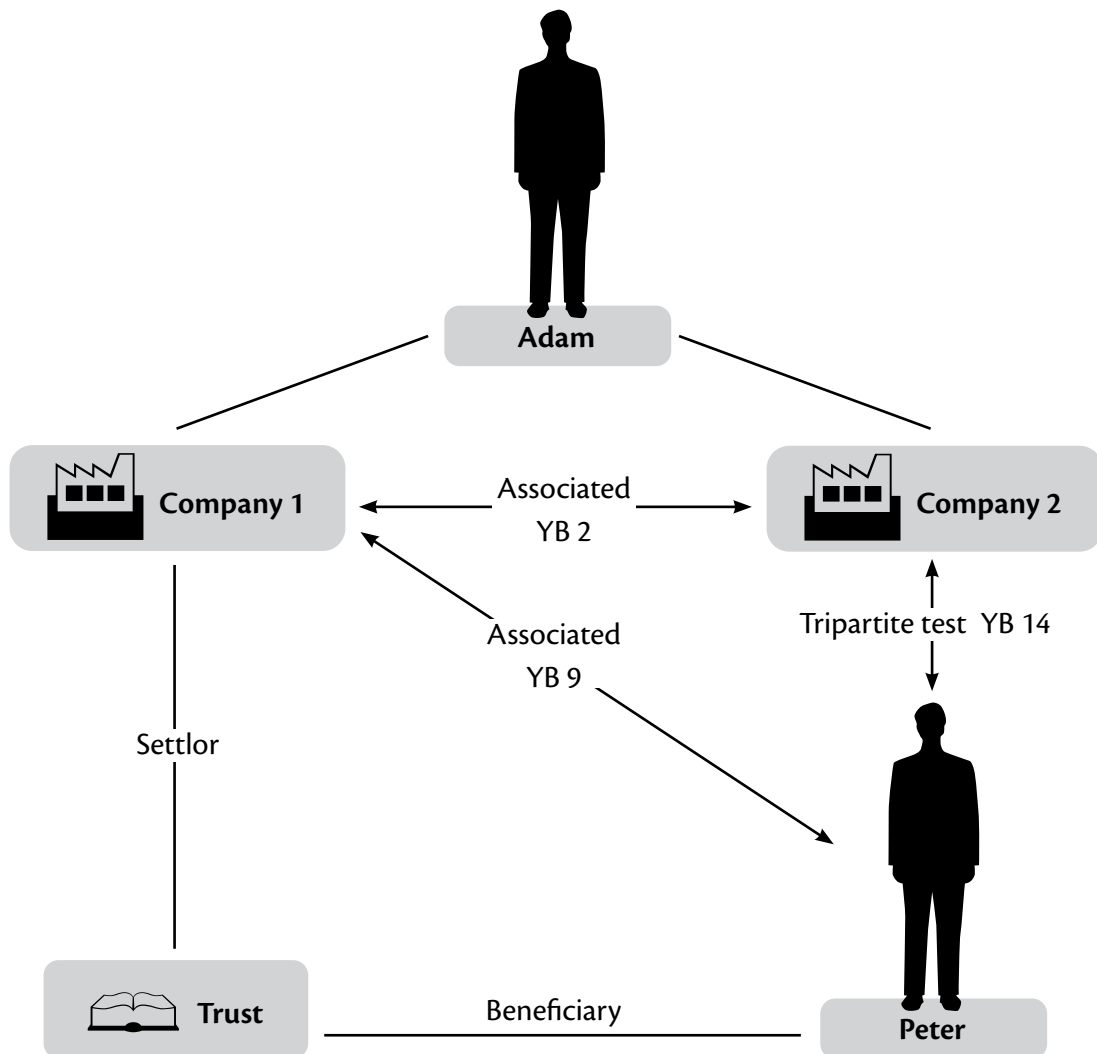 Adam
Company 1
Associated
YB 2
Company 2
Associated
YB 9
Tripartite test YB 14
Settlor
Trust
Beneficiary
Peter